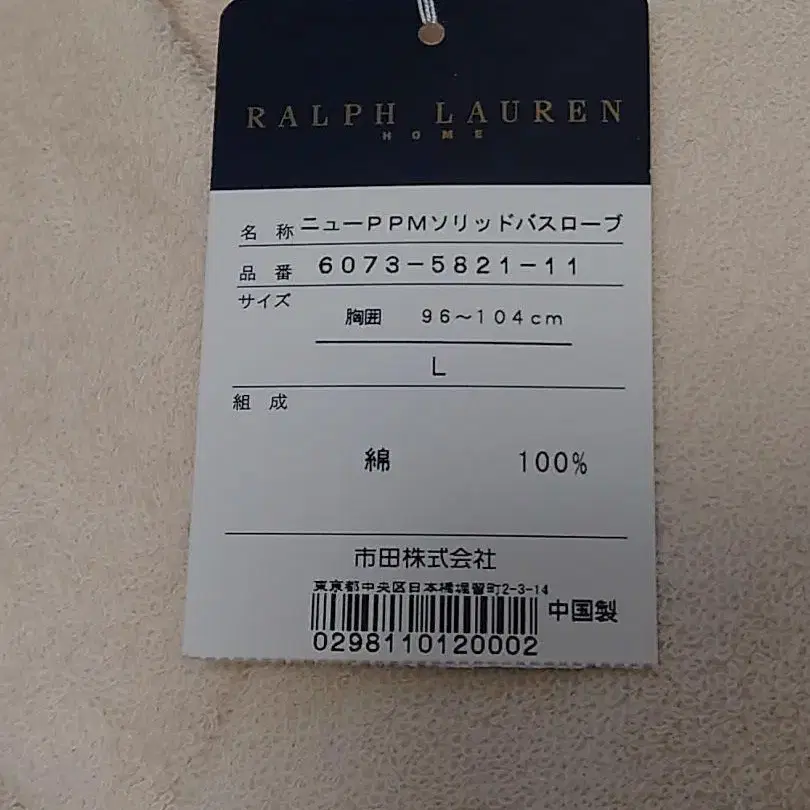 RALPH LAUREN
HOME
名称 ニューPPMソリッドバスローブ
品番 6073-5821-11
サイズ
胸囲 96~104cm
L
組成
綿 100%
市田株式会社
東京都中央区日本橋堀留町2-3-14
中国製
0298110120002